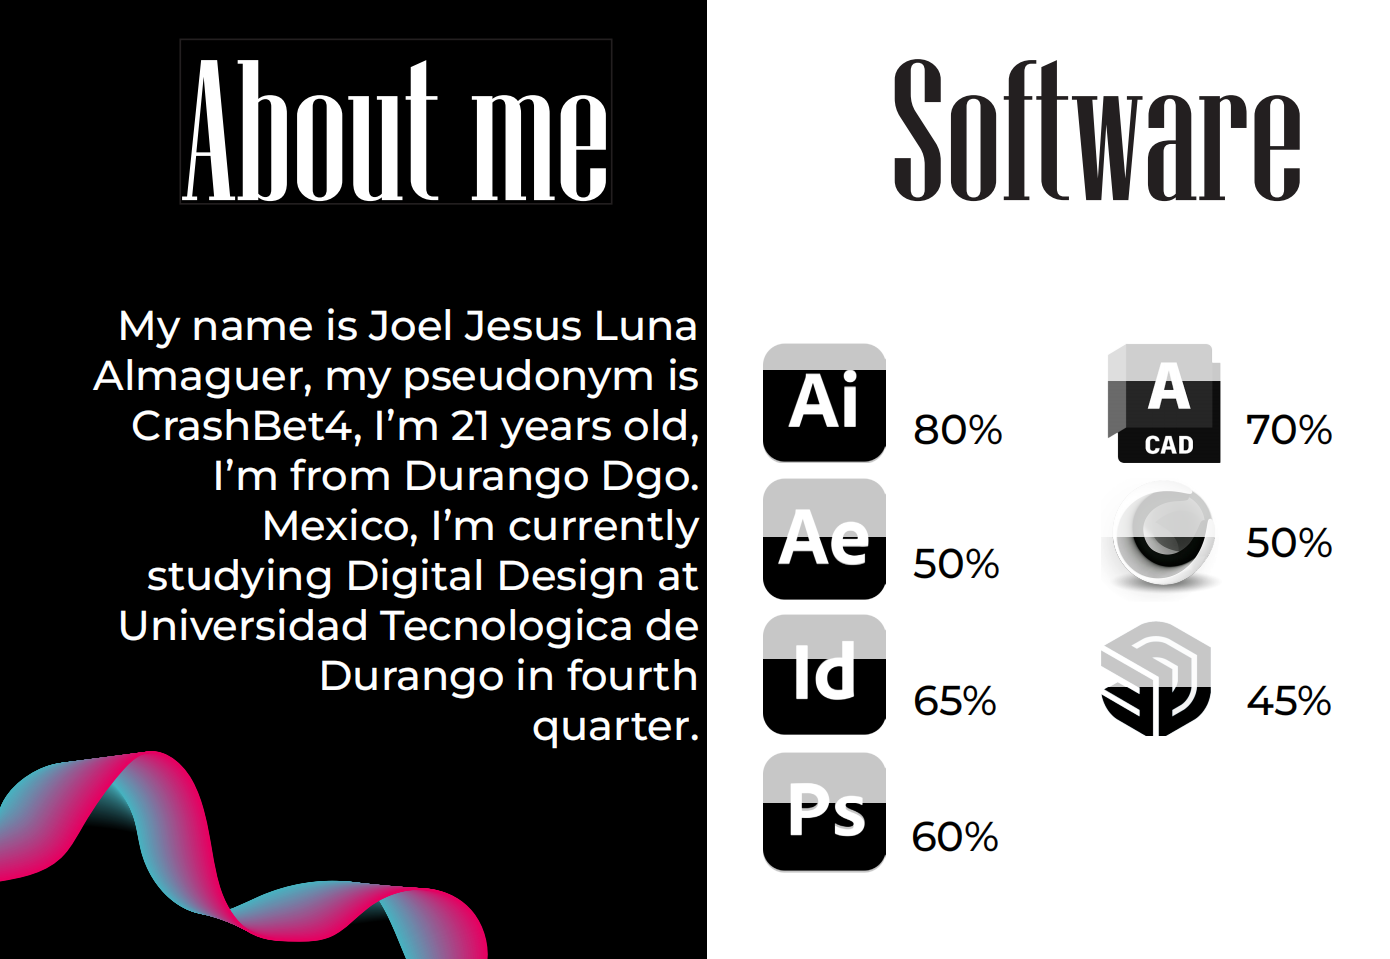 About me
My name is Joel Jesus Luna
Almaguer, my pseudonym is
CrashBet4, I’m 21 years old,
I’m from Durango Dgo.
Mexico, I’m currently
studying Digital Design at
Universidad Tecnologica de
Durango in fourth
quarter.
Software
Ai 80%
Ae 50%
Id 65%
Ps 60%
A
CAD 70%
50%
45%